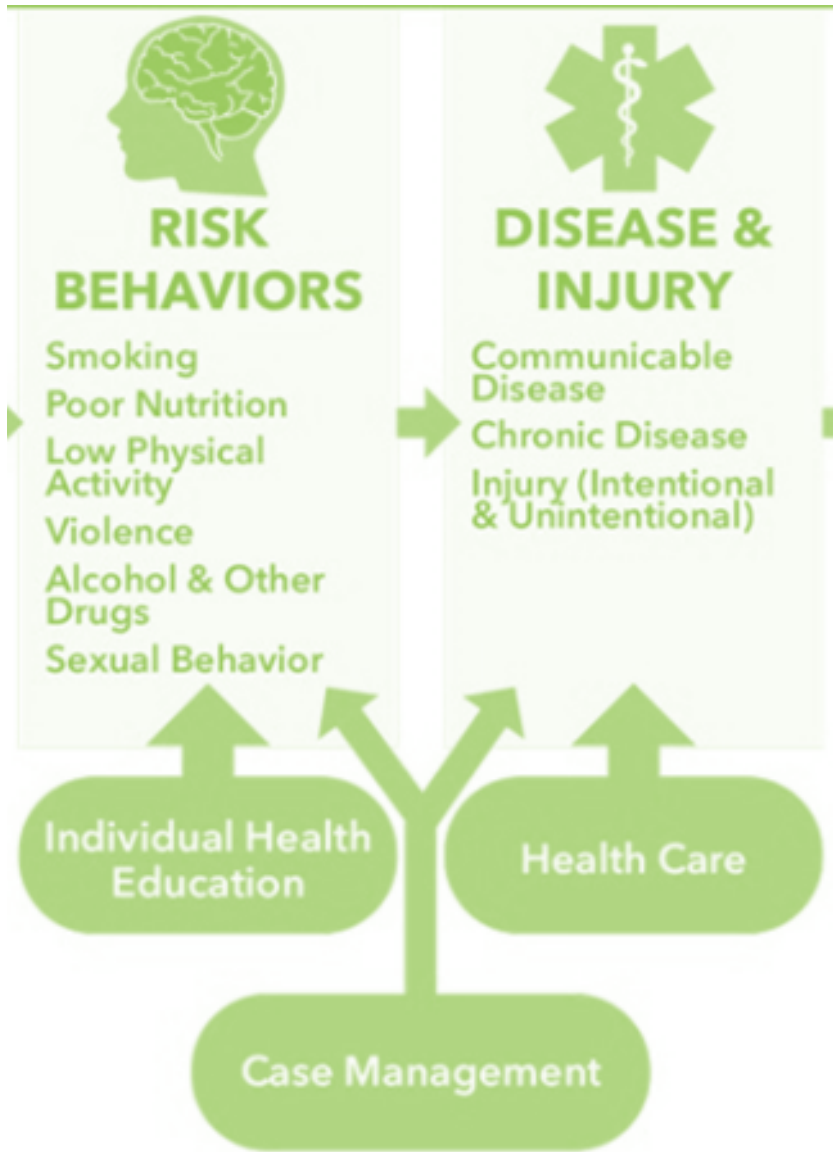 RISK
BEHAVIORS
Smoking
Poor Nutrition
Low Physical
Activity
Violence
Alcohol & Other
Drugs
Sexual Behavior
DISEASE &
INJURY
Communicable
Disease
Chronic Disease
Injury (Intentional
& Unintentional)
Individual Health
Education
Health Care
Case Management